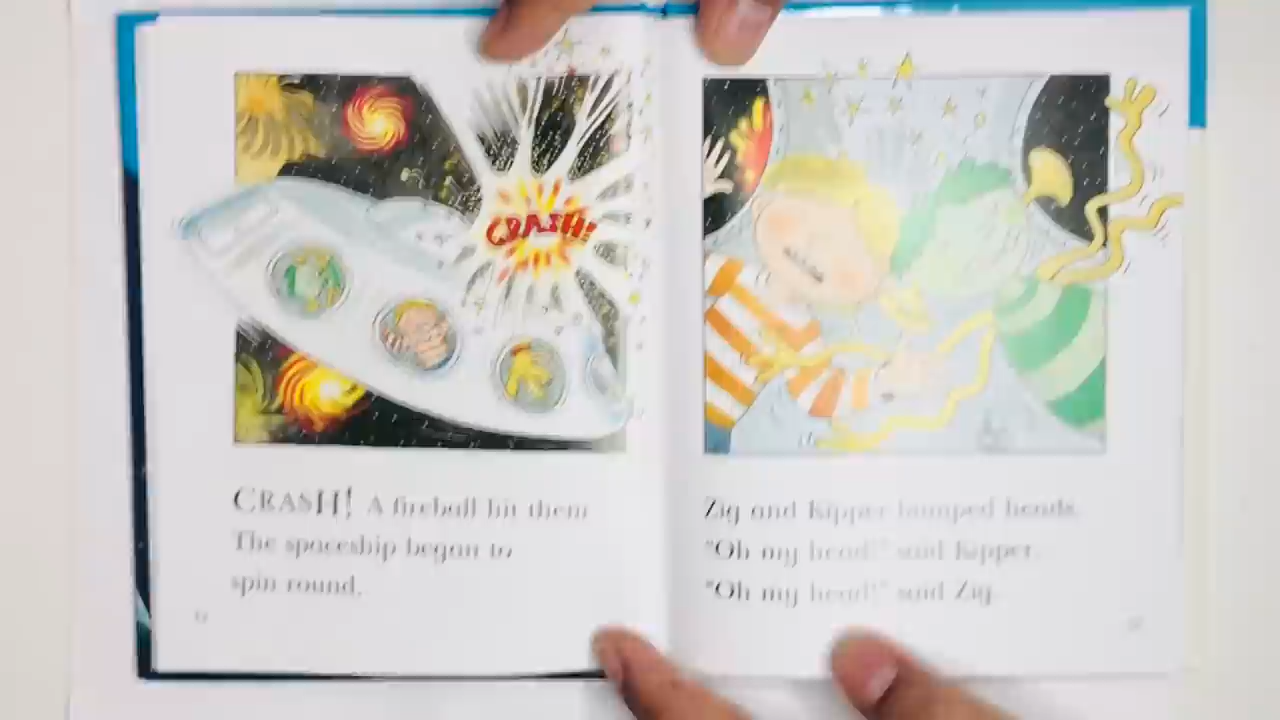 CRASH!
CRASH! A fireball hit them
The spaceship began to
spin round.
Zig and Kipper bumped heads.
"Oh my head!" said Kipper.
"Oh my head!" said Zig.